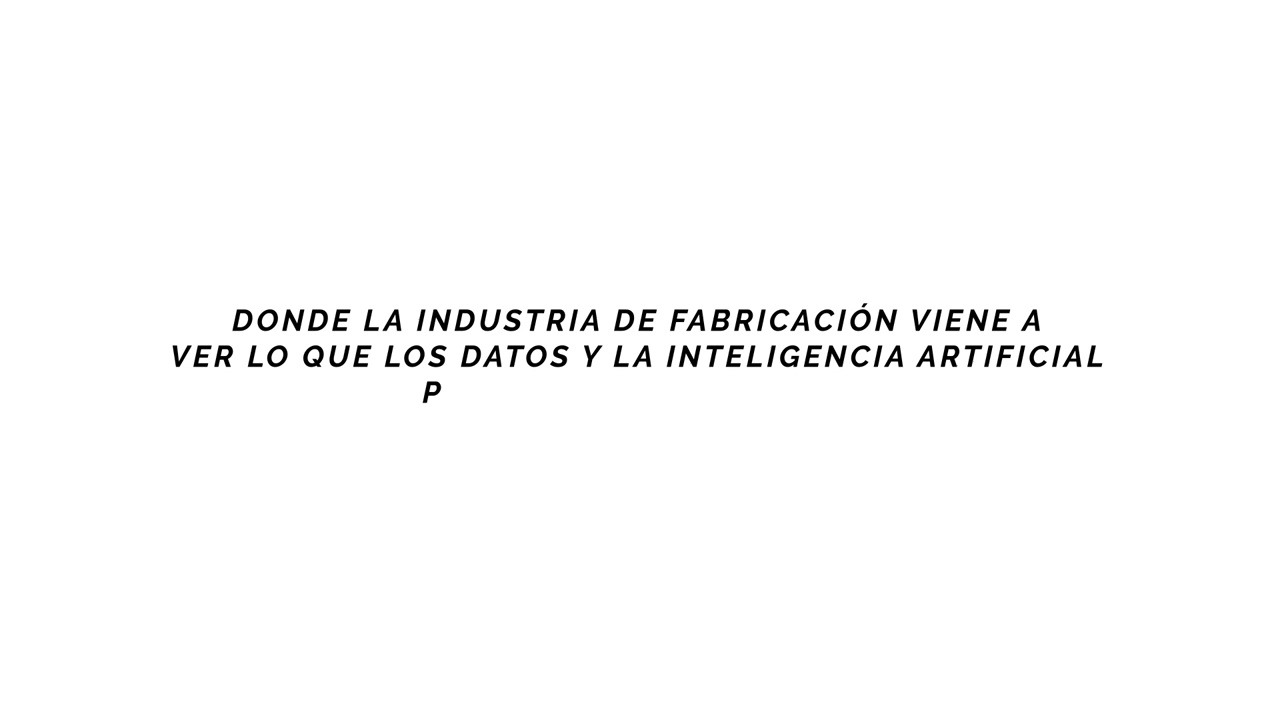 DONDE LA INDUSTRIA DE FABRICACIÓN VIENE A
VER LO QUE LOS DATOS Y LA INTELIGENCIA ARTIFICIAL
P